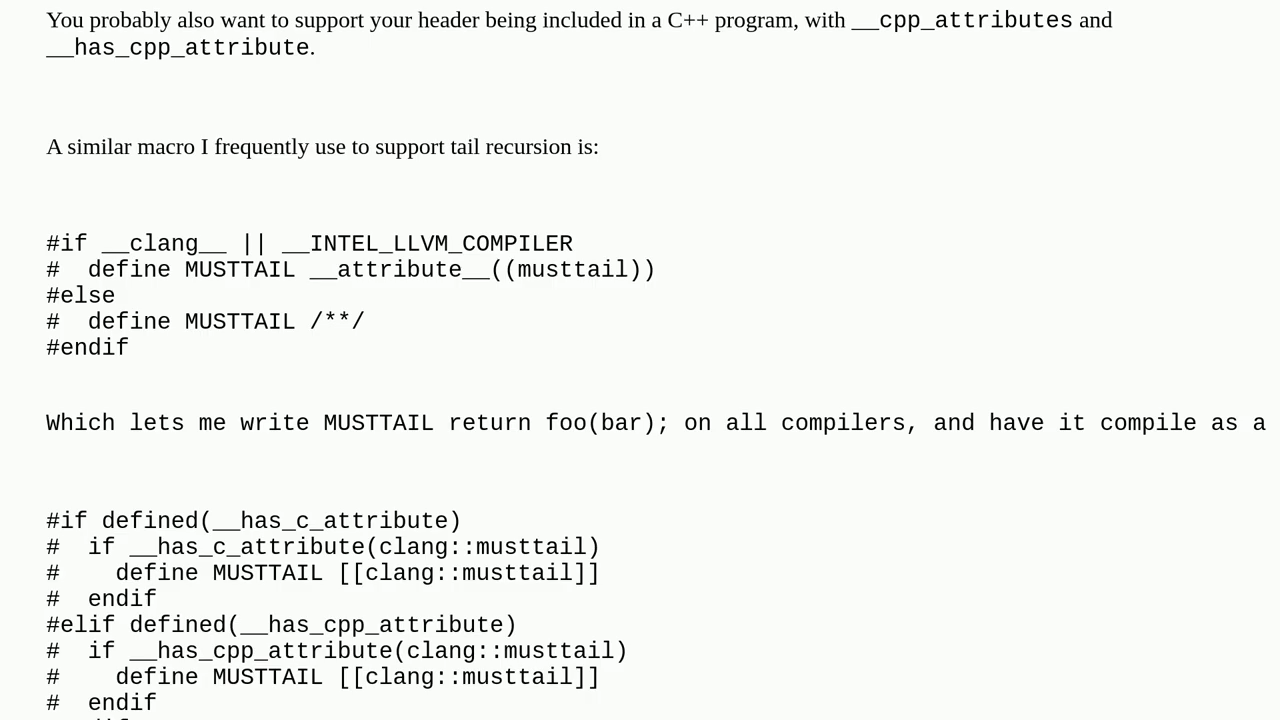 You probably also want to support your header being included in a C++ program, with __cpp_attributes and
__has_cpp_attribute.
A similar macro I frequently use to support tail recursion is:
#if __clang__ || __INTEL_LLVM_COMPILER
#  define MUSTTAIL __attribute__((musttail))
#else
#  define MUSTTAIL /**/
#endif
Which lets me write MUSTTAIL return foo(bar); on all compilers, and have it compile as a
#if defined(__has_c_attribute)
#  if __has_c_attribute(clang::musttail)
#    define MUSTTAIL [[clang::musttail]]
#  endif
#elif defined(__has_cpp_attribute)
#  if __has_cpp_attribute(clang::musttail)
#    define MUSTTAIL [[clang::musttail]]
#  endif